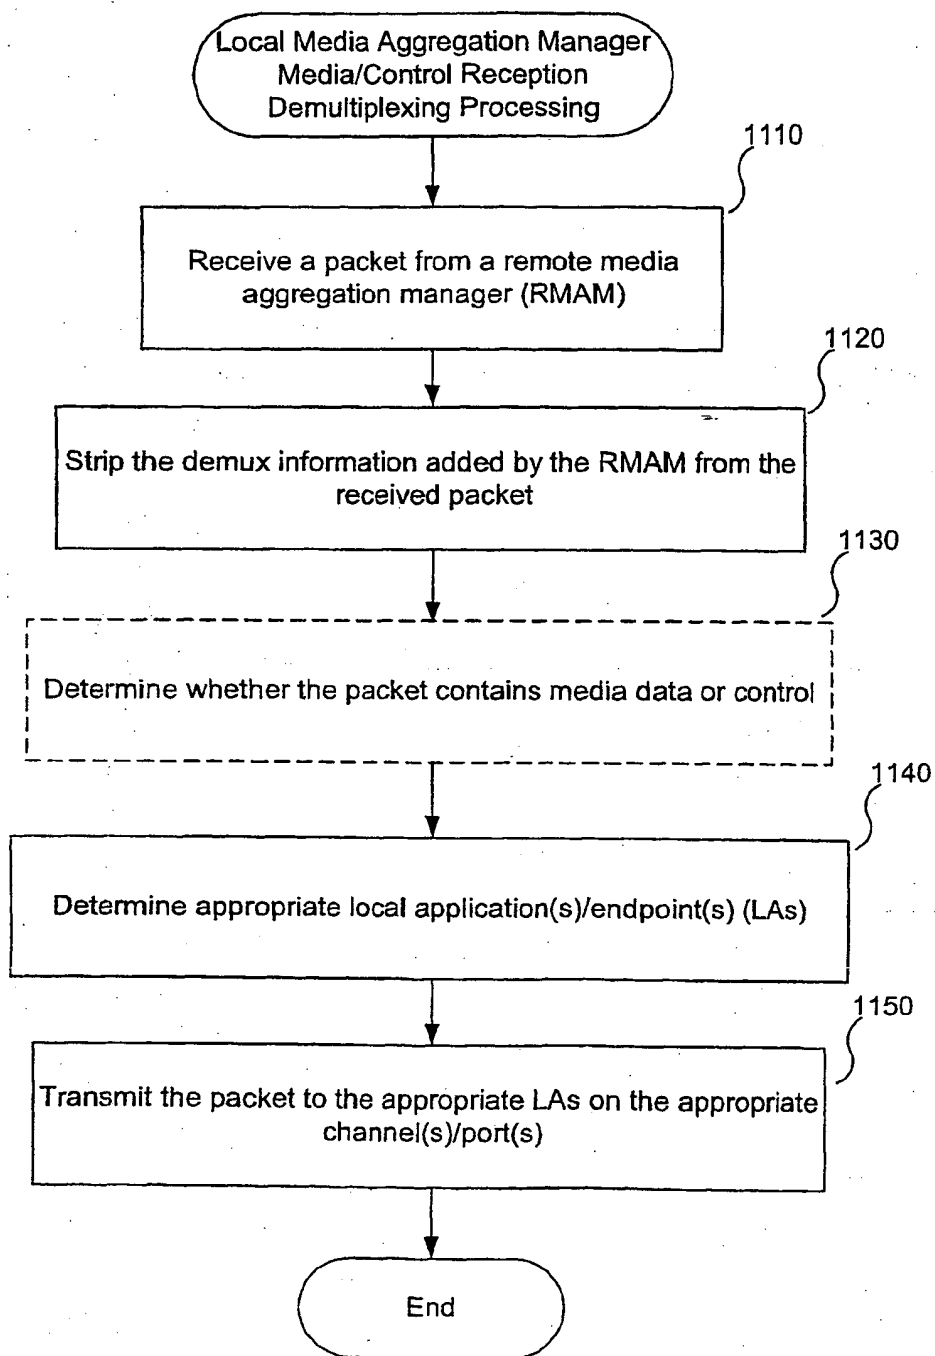 Local Media Aggregation Manager
Media/Control Reception
Demultiplexing Processing
1110
Receive a packet from a remote media
aggregation manager (RMAM)
1120
Strip the demux information added by the RMAM from the
received packet
1130
Determine whether the packet contains media data or control
1140
Determine appropriate local application(s)/endpoint(s) (LAs)
1150
Transmit the packet to the appropriate LAs on the appropriate
channel(s)/port(s)
End